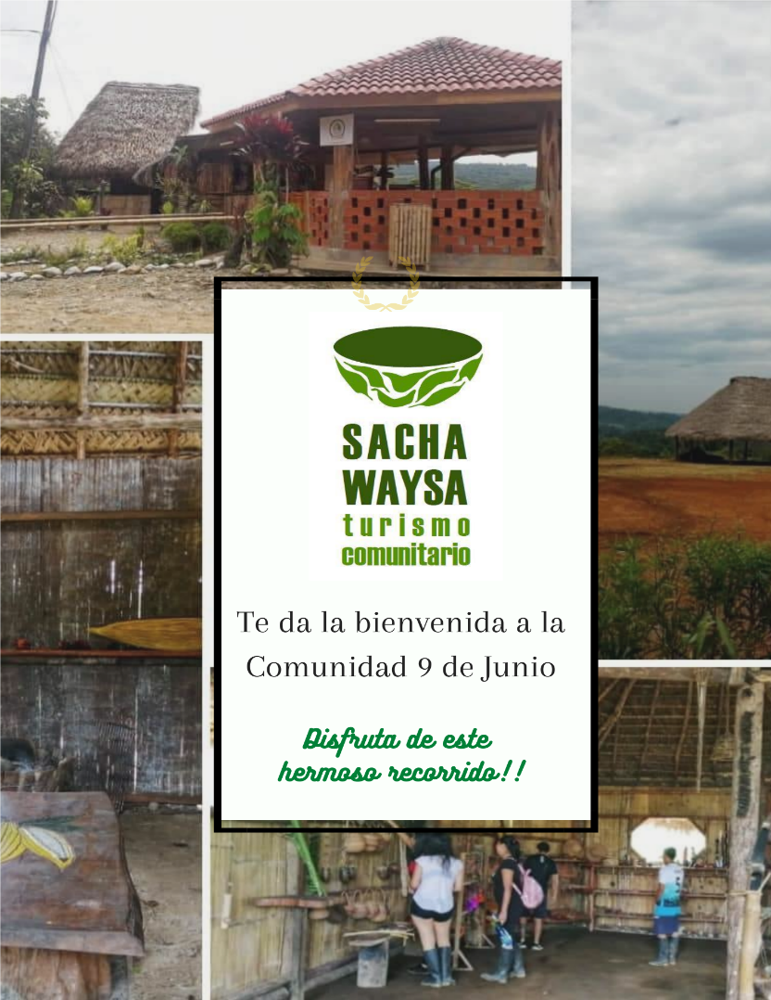 SACHA
WAYSA
turismo
comunitario
Te da la bienvenida a la
Comunidad 9 de Junio
Disfruta de este
hermoso recorrido!!